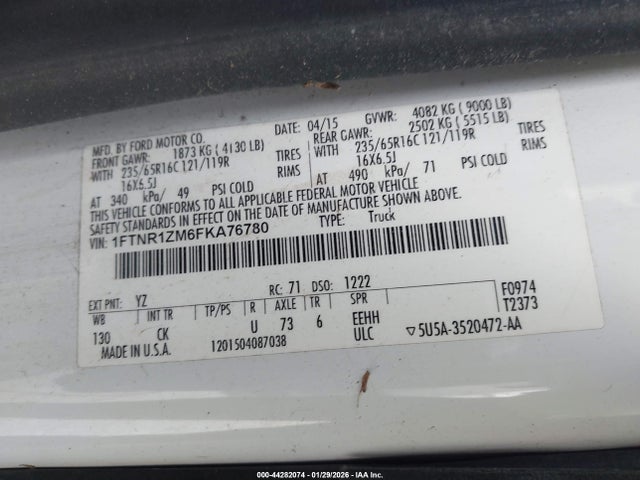 MFD. BY FORD MOTOR CO. DATE: 04/15 GVWR: 4082 KG ( 9000 LB)
FRONT GAWR: 1873 KG ( 4130 LB) REAR GAWR: 2502 KG ( 5515 LB)
WITH 235/65R16C 121/119R TIRES WITH 235/65R16C 121/119R TIRES
16X6.5J RIMS 16X6.5J RIMS
AT 340 kPa/ 49 PSI COLD AT 490 kPa/ 71 PSI COLD
THIS VEHICLE CONFORMS TO ALL APPLICABLE FEDERAL MOTOR VEHICLE
SAFETY STANDARDS IN EFFECT ON THE DATE OF MANUFACTURE SHOWN ABOVE.
VIN: 1FTNR1ZM6FKA76780 TYPE: Truck
EXT PNT: YZ RC: 71 DSO: 1222 F0974
WB INT TR TP/PS R AXLE TR SPR T2373
130 CK U 73 6 EEHH
MADE IN U.S.A. 1201504087038 ULC ▽5U5A-3520472-AA
000-44282074 - 01/29/2026 - IAA Inc.